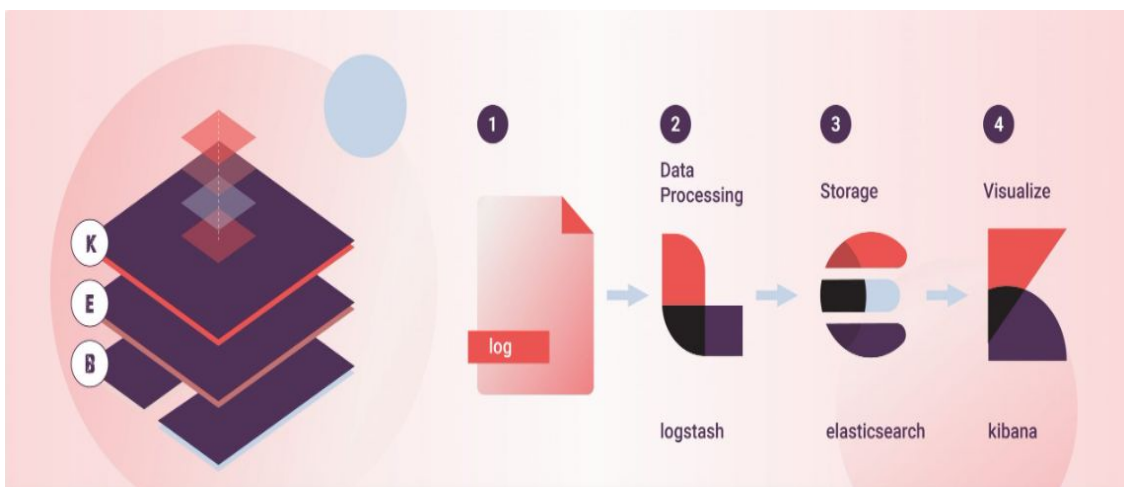 K
E
B
1
log
2
Data
Processing
logstash
3
Storage
elasticsearch
4
Visualize
kibana